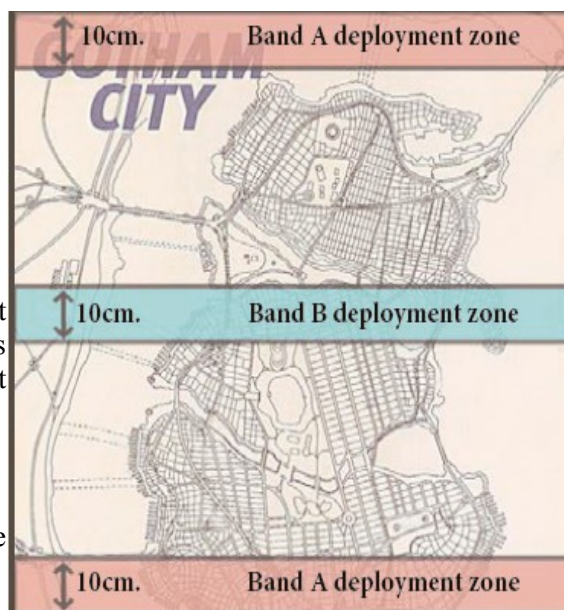 10cm. Band A deployment zone
GOTHAM
CITY
t
10cm. Band B deployment zone
s
t
e
10cm. Band A deployment zone